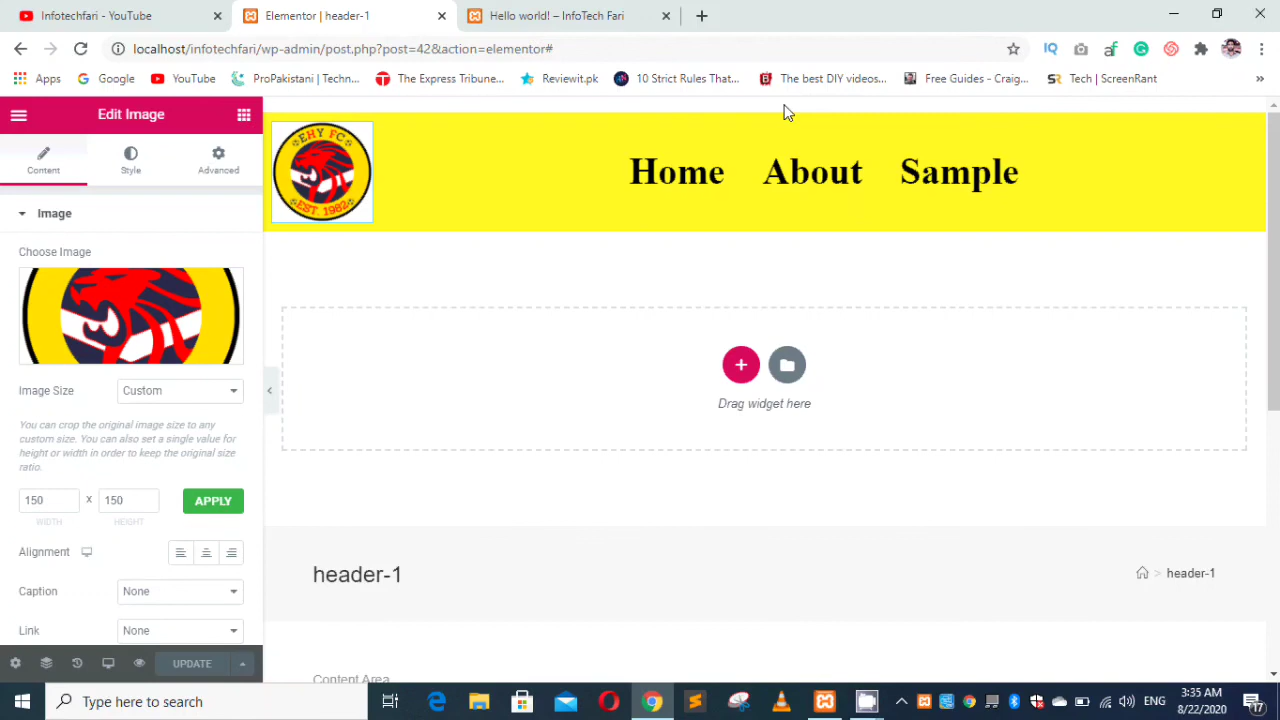 Infotechfari - YouTube
Elementor | header-1
Hello world! – InfoTech Fari
localhost/infotechfari/wp-admin/post.php?post=42&action=elementor#
IQ
af
Apps
Google
YouTube
ProPakistani | Techn...
The Express Tribune...
Reviewit.pk
10 Strict Rules That...
The best DIY videos...
Free Guides - Craig...
SR
Tech | ScreenRant
»
Edit Image
Content
Style
Advanced
EHY FC
EST. 1982
Home
About
Sample
Image
Choose Image
Image Size
Custom
You can crop the original image size to any
custom size. You can also set a single value for
height or width in order to keep the original size
ratio.
150
x
150
APPLY
WIDTH
HEIGHT
Alignment
Caption
None
Link
None
UPDATE
Drag widget here
header-1
> header-1
Content Area
Type here to search
ENG
3:35 AM
8/22/2020
17